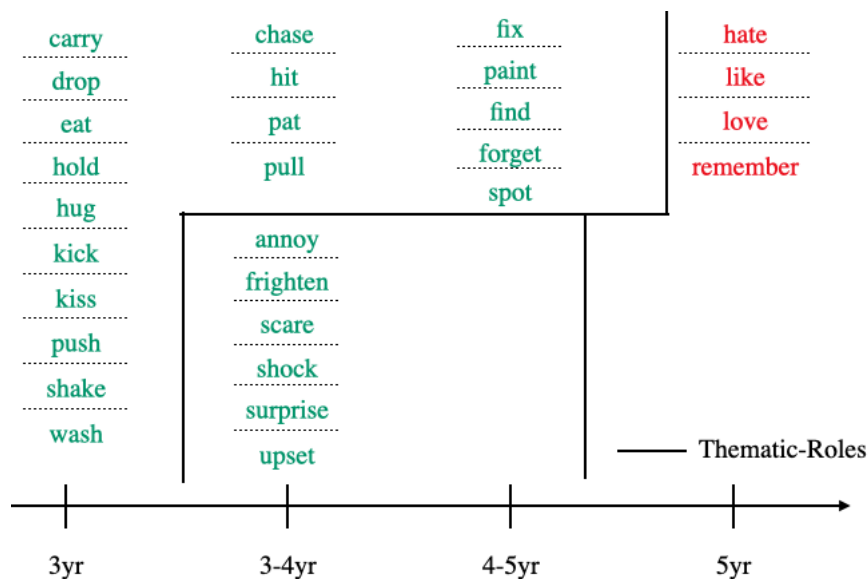 carry
drop
eat
hold
hug
kick
kiss
push
shake
wash
chase
hit
pat
pull
annoy
frighten
scare
shock
surprise
upset
fix
paint
find
forget
spot
hate
like
love
remember
Thematic-Roles
3yr
3-4yr
4-5yr
5yr